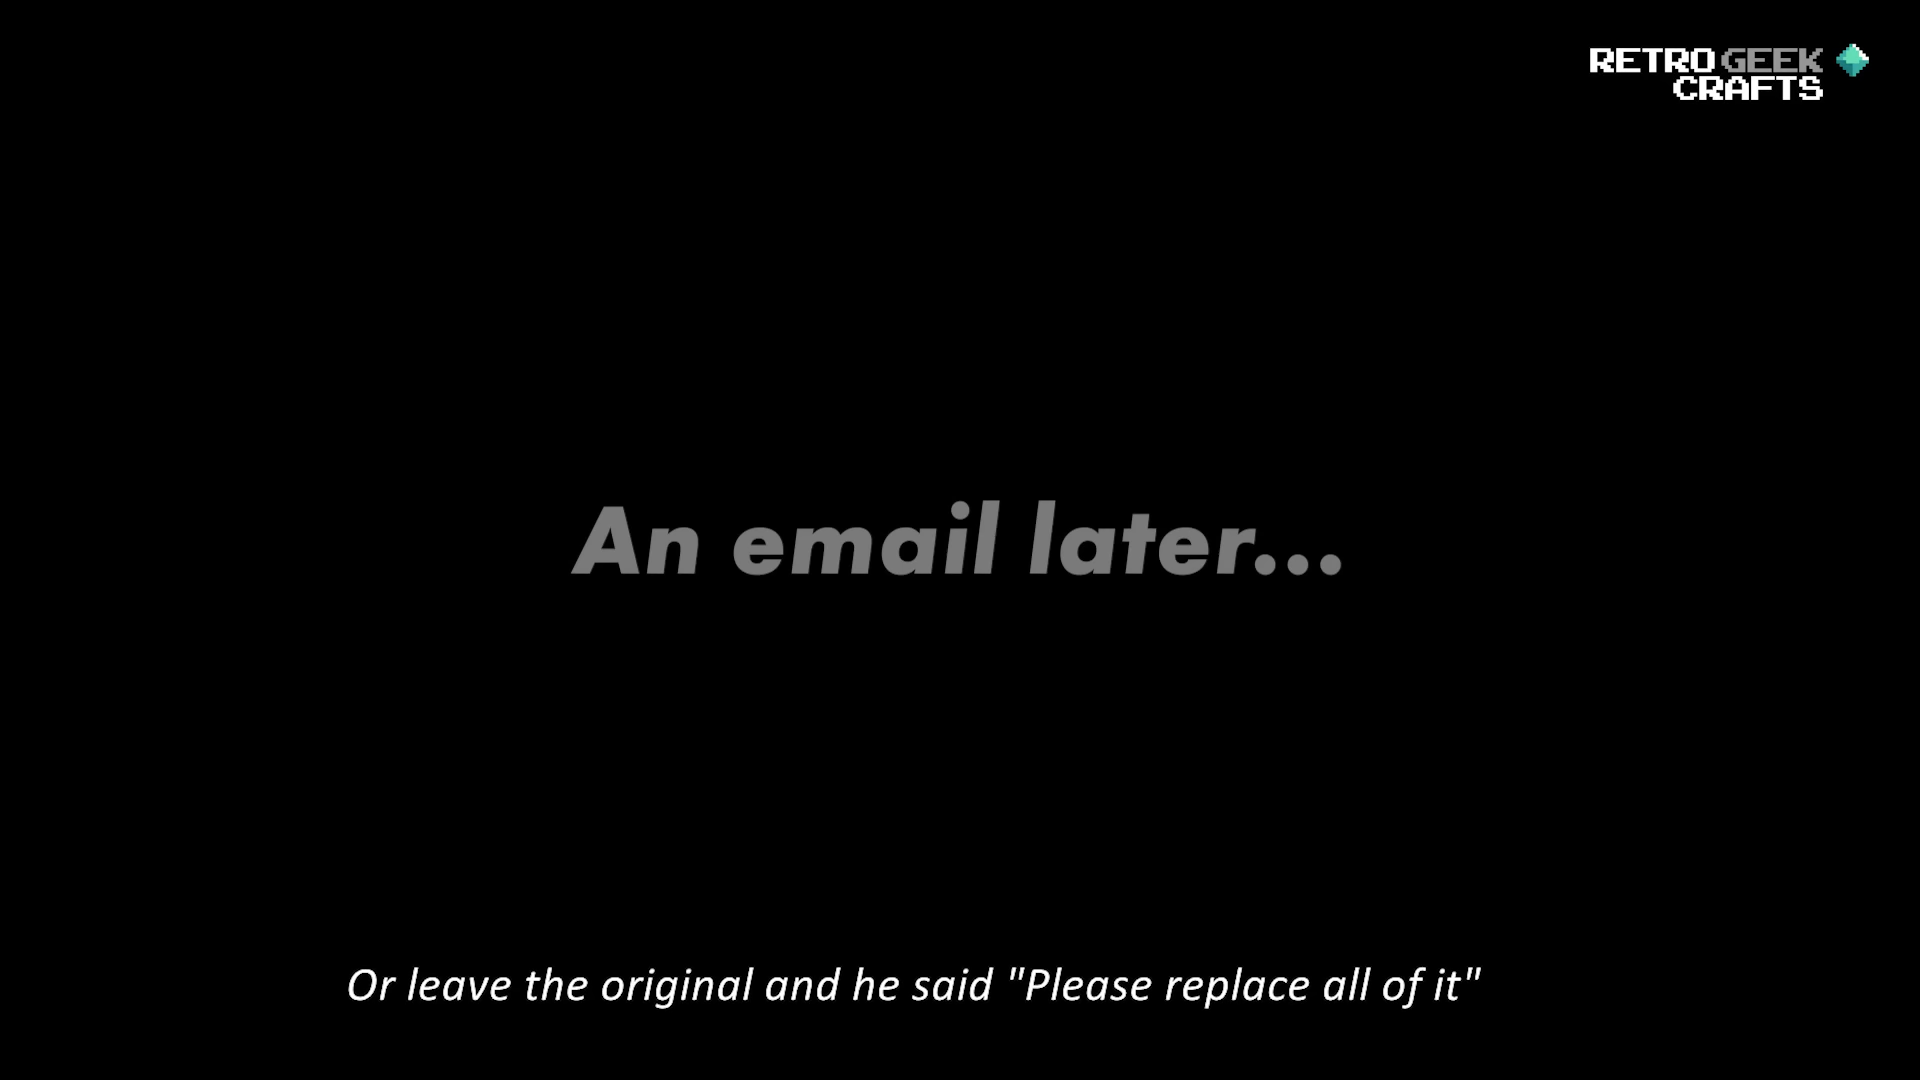 RETRO GEEK
CRAFTS
An email later...
Or leave the original and he said "Please replace all of it"